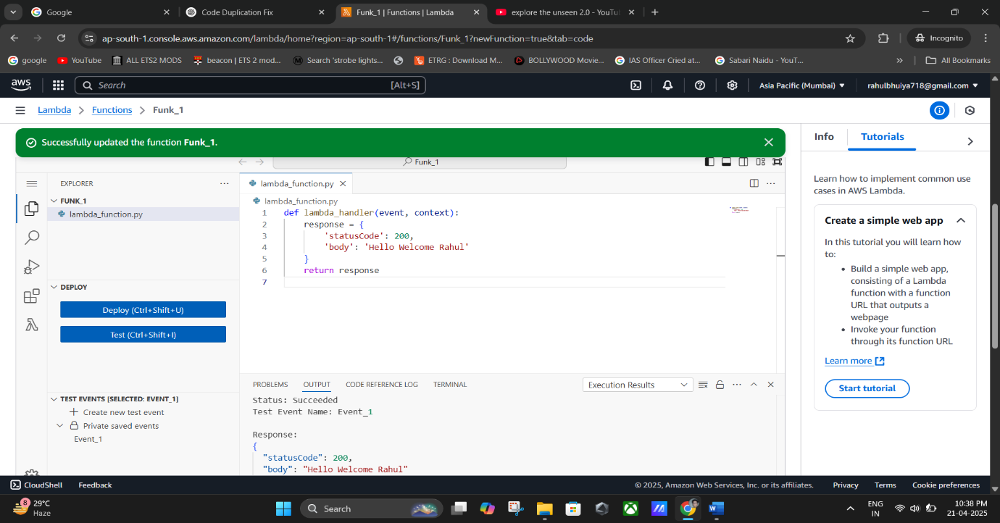 Google
Code Duplication Fix
Funk_1 | Functions | Lambda
explore the unseen 2.0 - YouTu
ap-south-1.console.aws.amazon.com/lambda/home?region=ap-south-1#/functions/Funk_1?newFunction=true&tab=code
Incognito
google
YouTube
ALL ETS2 MODS
beacon | ETS 2 mod...
Search 'strobe lights...
ETRG : Download M...
BOLLYWOOD Movie...
IAS Officer Cried at...
Sabari Naidu - YouT...
All Bookmarks
aws
Search
[Alt+S]
Asia Pacific (Mumbai)
rahulbhuiya718@gmail.com
Lambda
Functions
Funk_1
Successfully updated the function Funk_1.
Funk_1
EXPLORER
FUNK_1
lambda_function.py
DEPLOY
Deploy (Ctrl+Shift+U)
Test (Ctrl+Shift+I)
TEST EVENTS [SELECTED: EVENT_1]
Create new test event
Private saved events
Event_1
lambda_function.py
lambda_function.py
1 def lambda_handler(event, context):
2 response = {
3 'statusCode': 200,
4 'body': 'Hello Welcome Rahul'
5 }
6 return response
7
PROBLEMS
OUTPUT
CODE REFERENCE LOG
TERMINAL
Execution Results
Status: Succeeded
Test Event Name: Event_1
Response:
{
"statusCode": 200,
"body": "Hello Welcome Rahul"
Info
Tutorials
Learn how to implement common use
cases in AWS Lambda.
Create a simple web app
In this tutorial you will learn how
to:
• Build a simple web app,
consisting of a Lambda
function with a function
URL that outputs a
webpage
• Invoke your function
through its function URL
Learn more
Start tutorial
CloudShell
Feedback
© 2025, Amazon Web Services, Inc. or its affiliates.
Privacy
Terms
Cookie preferences
8
29°C
Haze
Search
ENG
IN
10:38 PM
21-04-2025